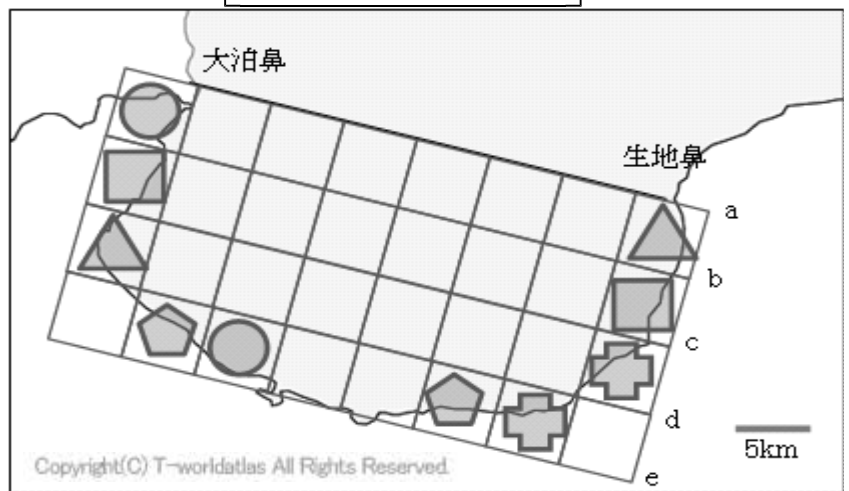 大泊鼻
生地鼻
a
b
c
d
e
5km
Copyright(C) T-worldatlas All Rights Reserved.